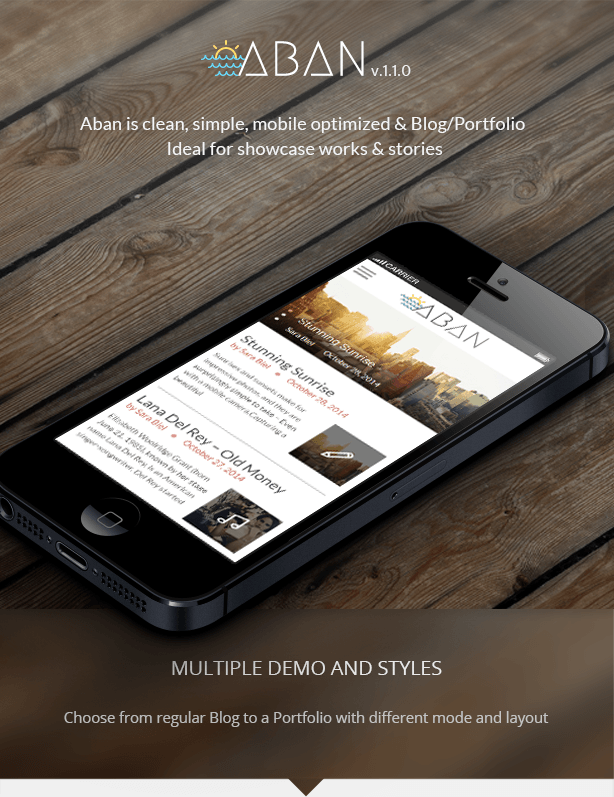 ABAN v.1.1.0
Aban is clean, simple, mobile optimized & Blog/Portfolio
Ideal for showcase works & stories
CARRIER
ABAN
Stunning Sunrise
Sara Biel October 29, 2014
Stunning Sunrise
by Sara Biel October 29, 2014
Sunrises and sunsets make for
impressive photos, and they are
surprisingly simple to take – Even
with a mobile camera.Capturing a
beautiful
Lana Del Rey – Old Money
by Sara Biel October 27, 2014
Elizabeth Woolridge Grant (born
June 21, 1985), known by her stage
name Lana Del Rey, is an American
singer-songwriter. Del Rey started
MULTIPLE DEMO AND STYLES
Choose from regular Blog to a Portfolio with different mode and layout